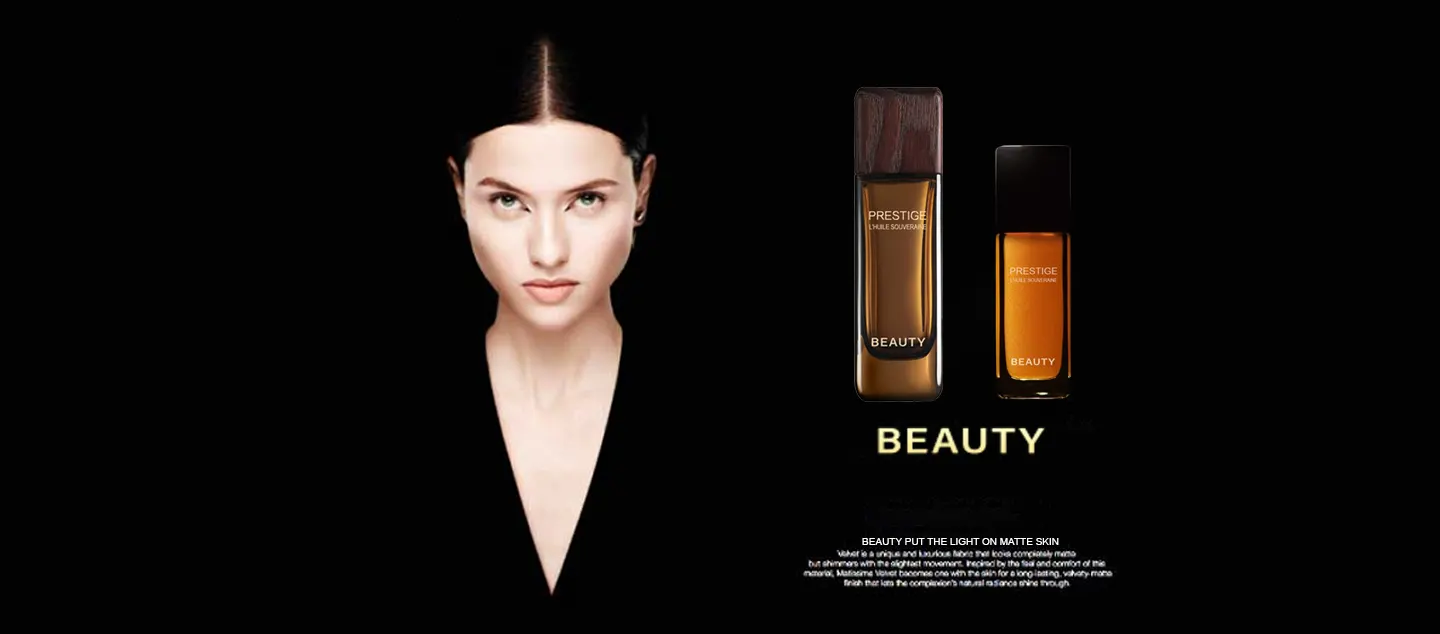 PRESTIGE
L'HUILE SOUVERAINE
BEAUTY
PRESTIGE
L'HUILE SOUVERAINE
BEAUTY
BEAUTY
BEAUTY PUT THE LIGHT ON MATTE SKIN
Velvet is a unique and luxurious fabric that looks completely matte
but shimmers with the slightest movement. Inspired by the feel and comfort of this
material, Matissime Velvet becomes one with the skin for a long-lasting, velvety-matte
finish that lets the complexion's natural radiance shine through.